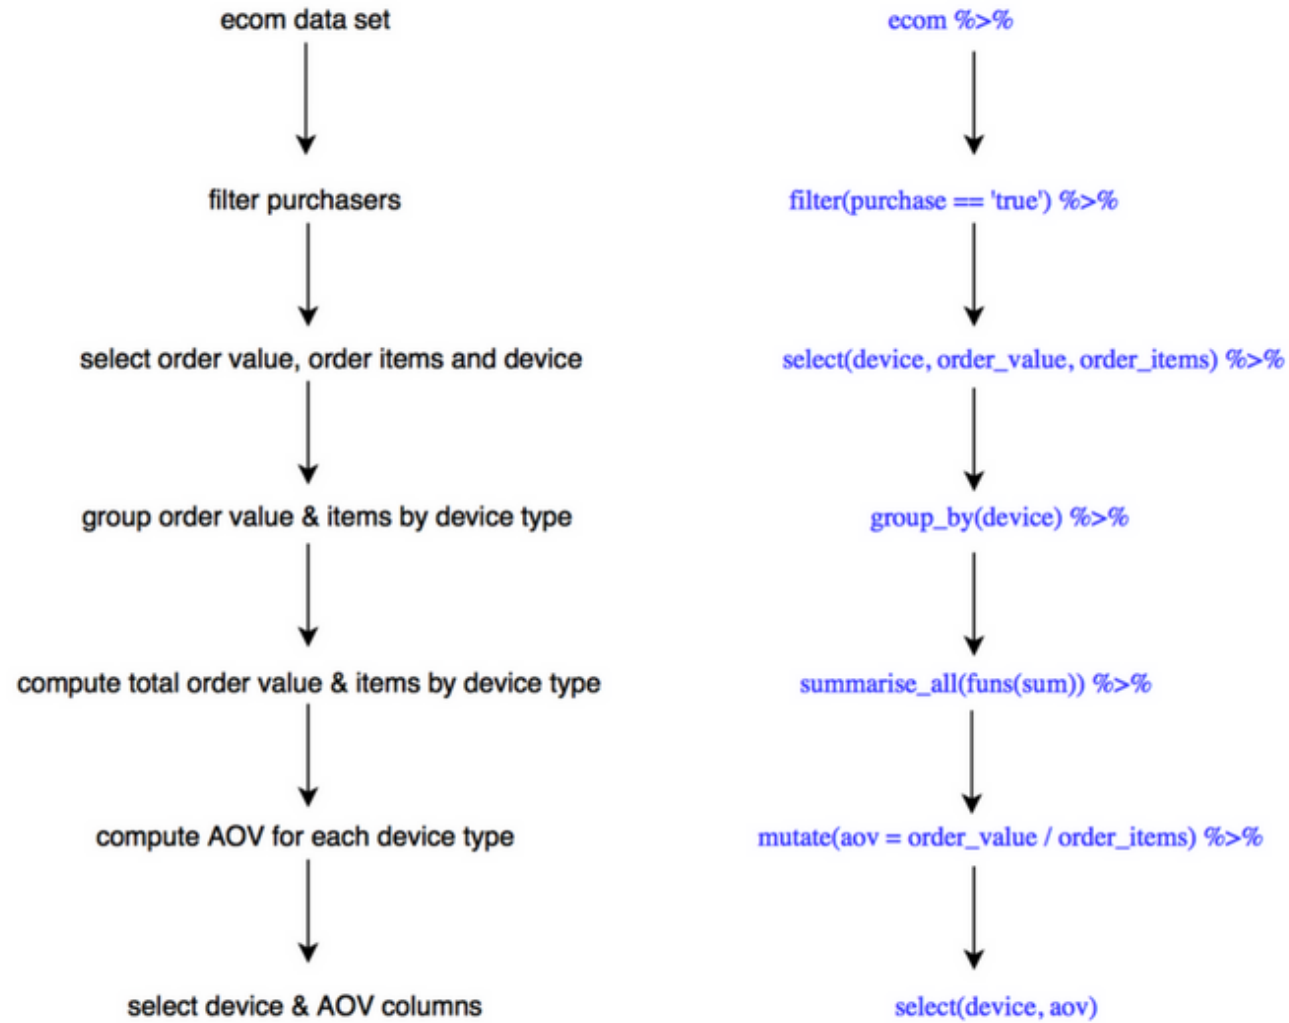 ecom data set
ecom %>%
filter purchasers
filter(purchase == 'true') %>%
select order value, order items and device
select(device, order_value, order_items) %>%
group order value & items by device type
group_by(device) %>%
compute total order value & items by device type
summarise_all(funs(sum)) %>%
compute AOV for each device type
mutate(aov = order_value / order_items) %>%
select device & AOV columns
select(device, aov)